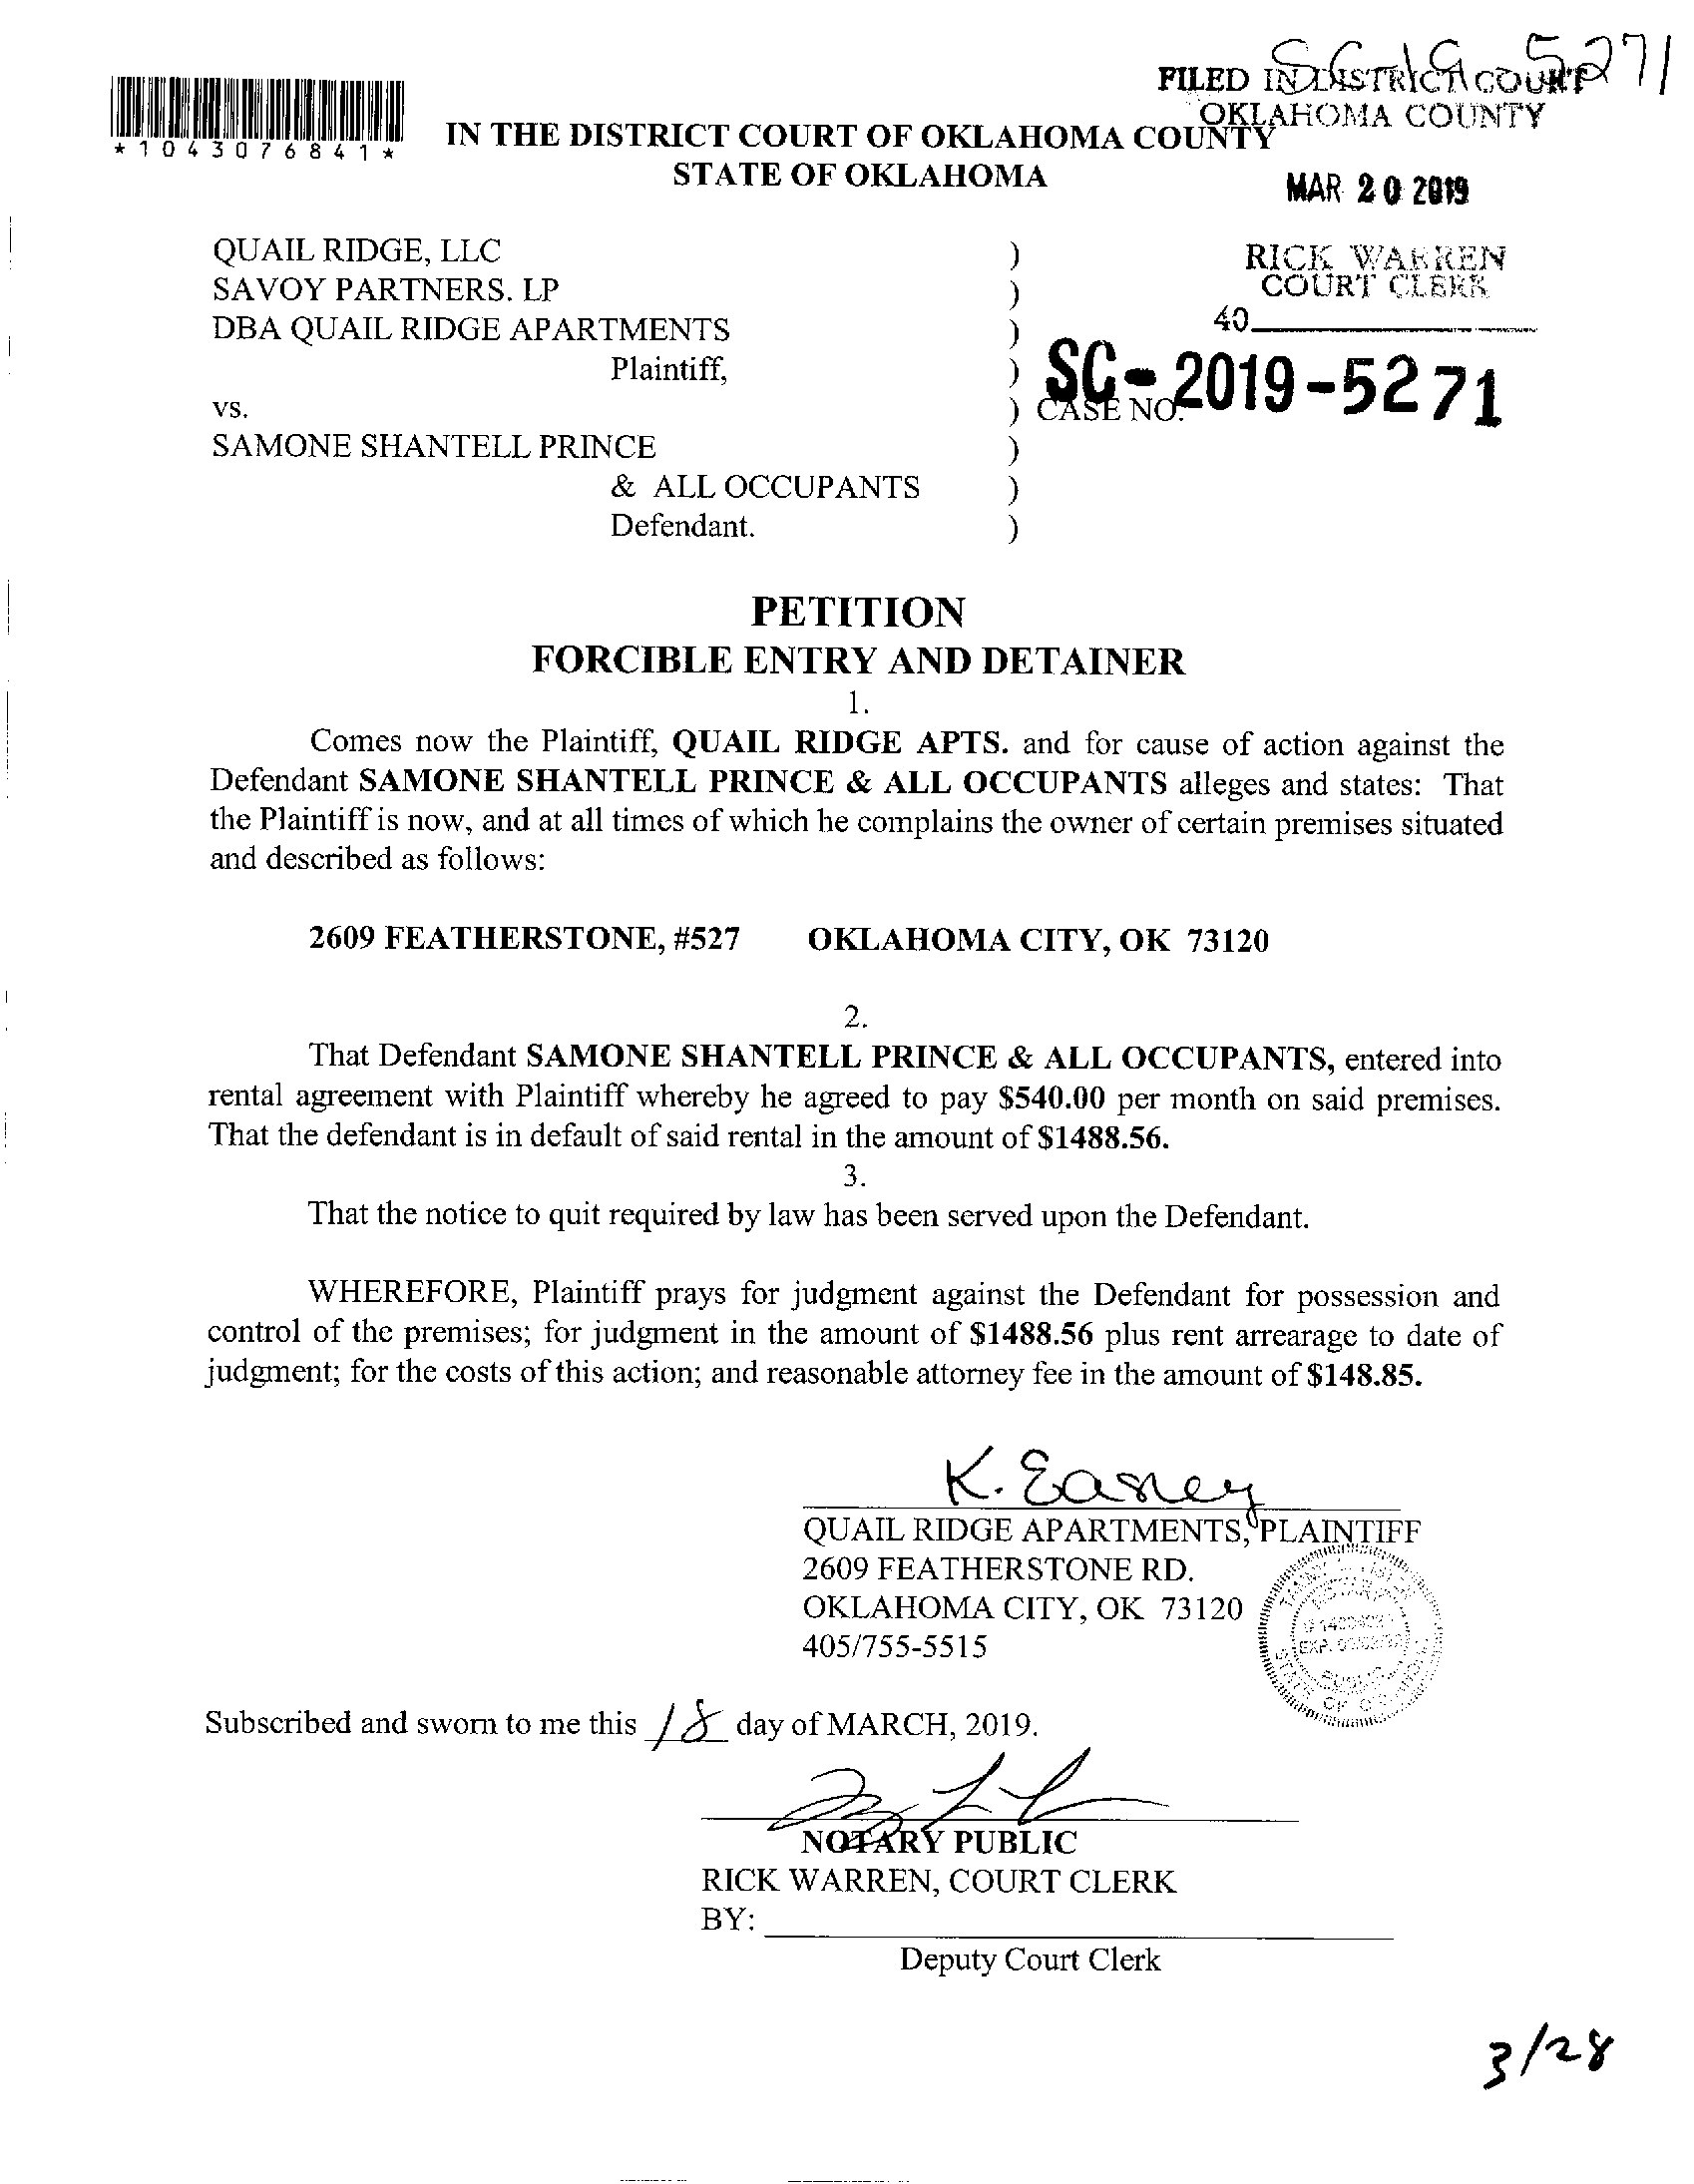 SC-19-5271
FILED IN DISTRICT COURT
OKLAHOMA COUNTY
*1043076841*
IN THE DISTRICT COURT OF OKLAHOMA COUNTY
STATE OF OKLAHOMA
MAR 20 2019
QUAIL RIDGE, LLC )
RICK WARREN
SAVOY PARTNERS. LP )
COURT CLERK
DBA QUAIL RIDGE APARTMENTS )
40
Plaintiff, )
SC-2019-5271
vs. ) CASE NO.
SAMONE SHANTELL PRINCE )
& ALL OCCUPANTS )
Defendant. )
PETITION
FORCIBLE ENTRY AND DETAINER
1.
Comes now the Plaintiff, QUAIL RIDGE APTS. and for cause of action against the
Defendant SAMONE SHANTELL PRINCE & ALL OCCUPANTS alleges and states: That
the Plaintiff is now, and at all times of which he complains the owner of certain premises situated
and described as follows:
2609 FEATHERSTONE, #527 OKLAHOMA CITY, OK 73120
2.
That Defendant SAMONE SHANTELL PRINCE & ALL OCCUPANTS, entered into
rental agreement with Plaintiff whereby he agreed to pay $540.00 per month on said premises.
That the defendant is in default of said rental in the amount of $1488.56.
3.
That the notice to quit required by law has been served upon the Defendant.
WHEREFORE, Plaintiff prays for judgment against the Defendant for possession and
control of the premises; for judgment in the amount of $1488.56 plus rent arrearage to date of
judgment; for the costs of this action; and reasonable attorney fee in the amount of $148.85.
K. Easney
QUAIL RIDGE APARTMENTS, PLAINTIFF
2609 FEATHERSTONE RD.
OKLAHOMA CITY, OK 73120
405/755-5515
NOTARY
EXP.
PUBLIC
STATE OF
Subscribed and sworn to me this 18 day of MARCH, 2019.
NOTARY PUBLIC
RICK WARREN, COURT CLERK
BY:
Deputy Court Clerk
3/28